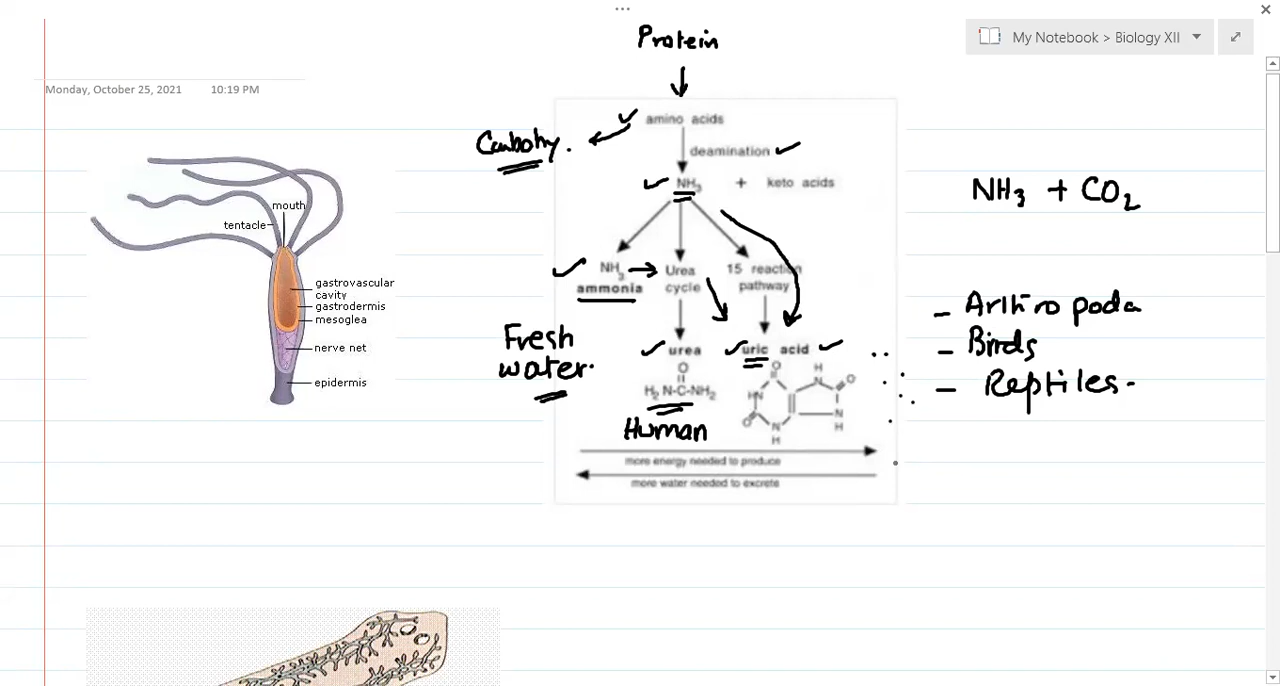 ...
Protein
My Notebook > Biology XII
Monday, October 25, 2021 10:19 PM
amino acids
Carbohy.
deamination
NH3 + keto acids
NH3 + CO2
mouth
tentacle
gastrovascular
cavity
gastrodermis
mesoglea
nerve net
epidermis
NH3
ammonia
Urea
cycle
15 reaction
pathway
Fresh
water.
urea
uric acid
- Arthropoda
- Birds
- Reptiles.
O
H2 N-C-NH2
Human
O
H
N
O
HN
O
N
H
N
H
more energy needed to produce
more water needed to excrete